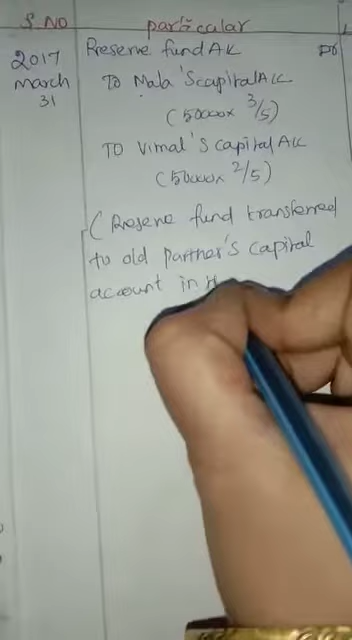 S.NO particular
2017 Reserve fund A/c Dr
March To Mala's capital A/c
31
(50000x 3/5)
TO Vimal's capital A/c
(50000x 2/5)
(Reserve fund transferred
to old partner's capital
account in